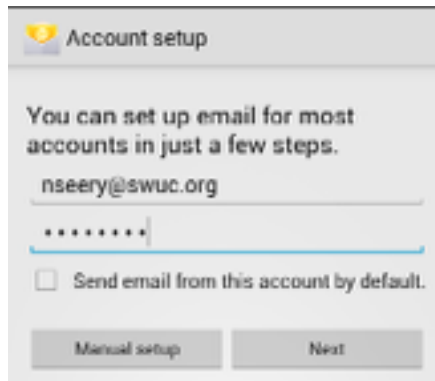 Account setup
You can set up email for most
accounts in just a few steps.
nseery@swuc.org
••••••••
Send email from this account by default.
Manual setup
Next